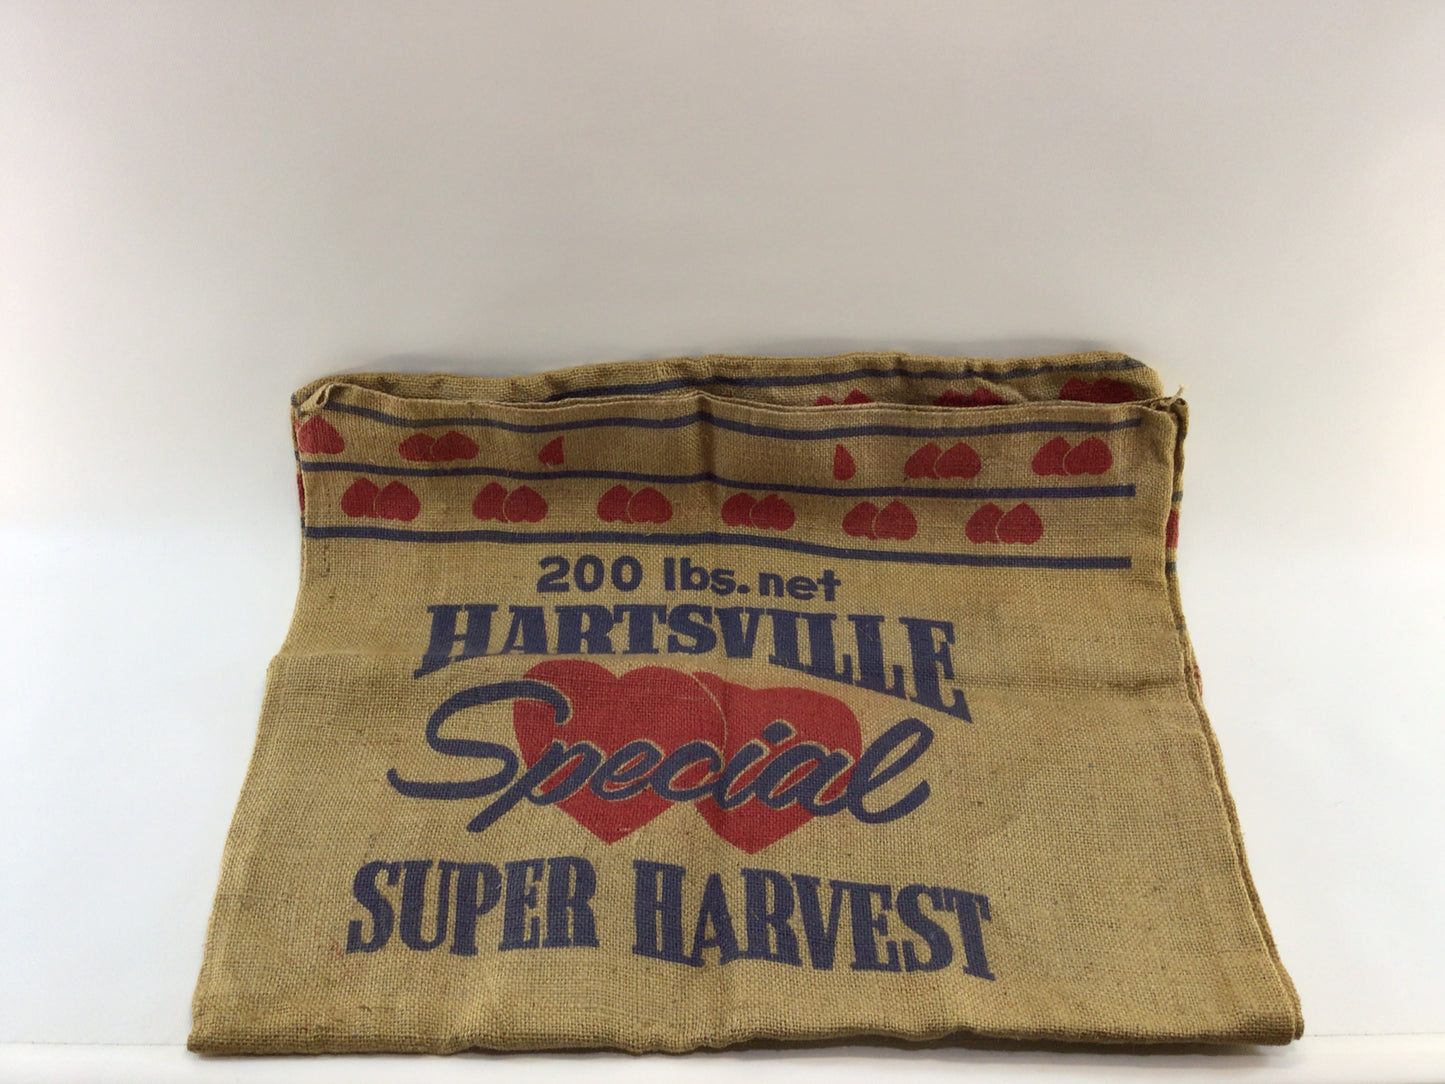 200 lbs. net
HARTSVILLE
Special
SUPER HARVEST